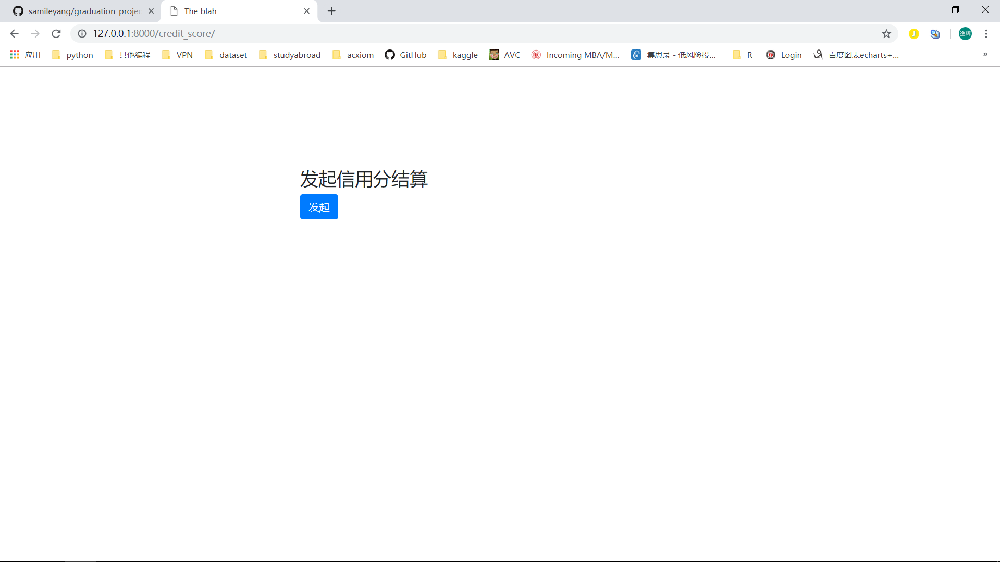 samileyang/graduation_projec
The blah
127.0.0.1:8000/credit_score/
逸辉
应用 python 其他编程 VPN dataset studyabroad acxiom GitHub kaggle AVC Incoming MBA/M... 集思录 - 低风险投... R Login 百度图表echarts+... »
发起信用分结算
发起